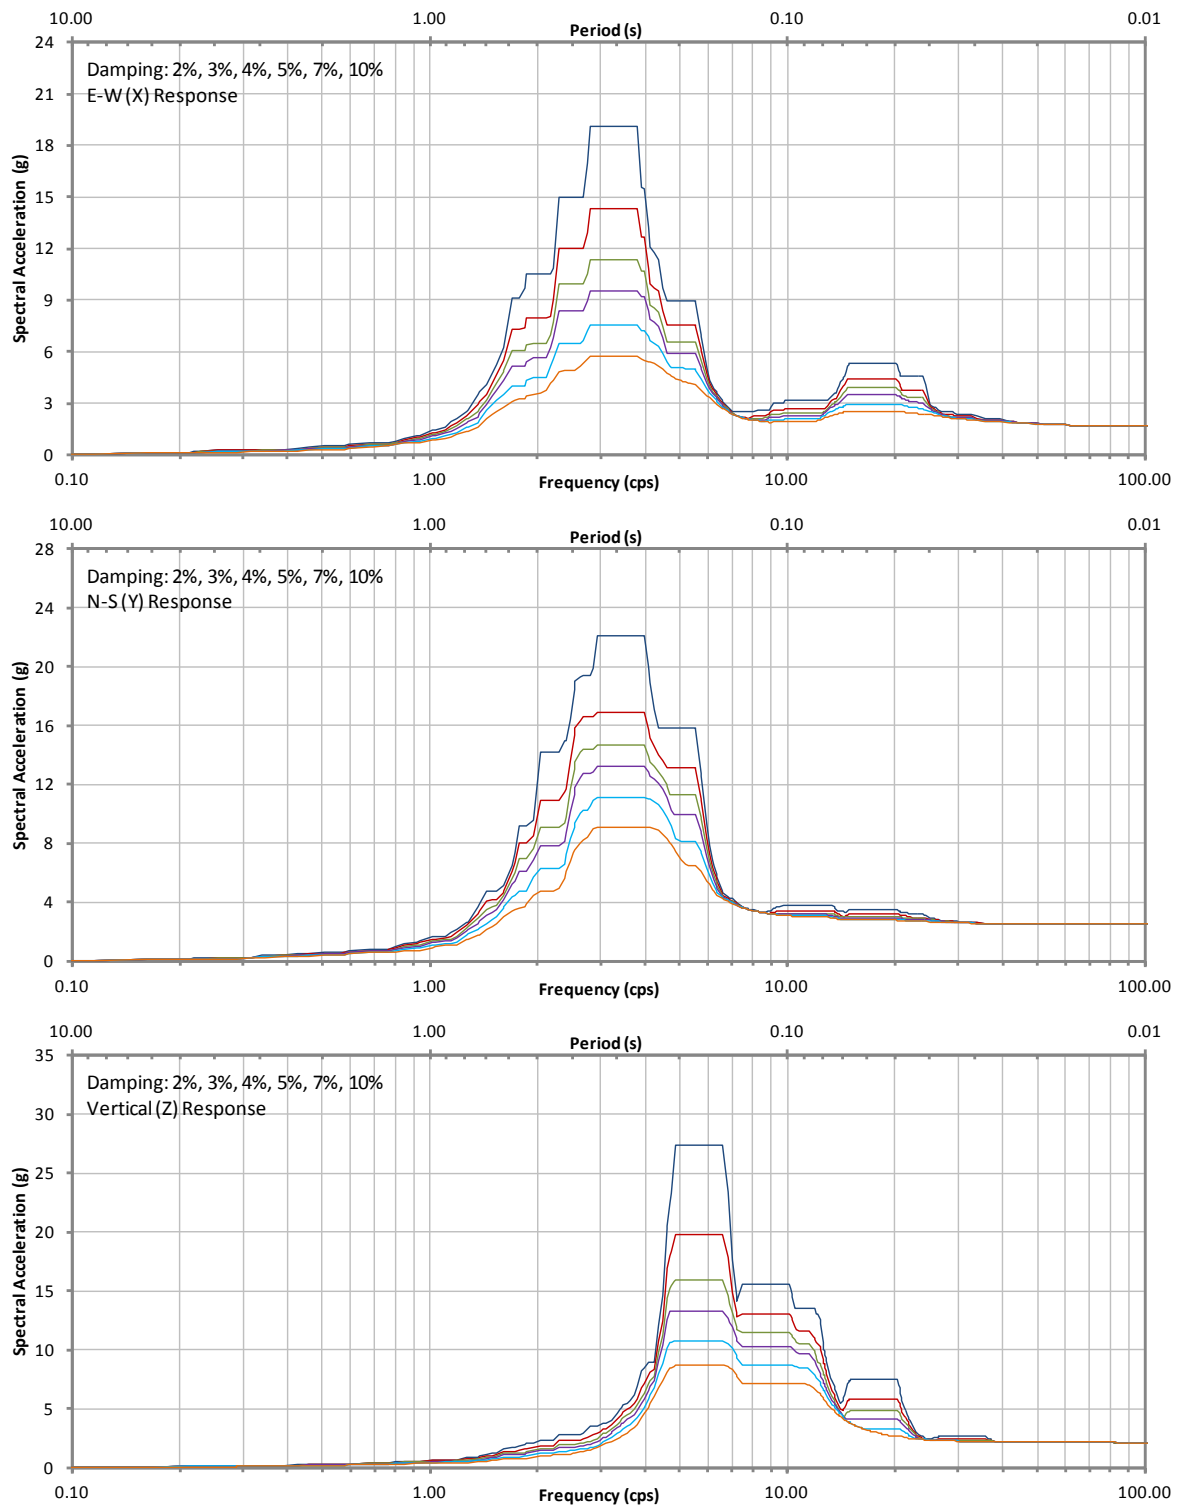 10.00 1.00 0.10 0.01
Period (s)
24
Damping: 2%, 3%, 4%, 5%, 7%, 10%
E-W (X) Response
21
18
15
12
9
6
3
0
Spectral Acceleration (g)
0.10 1.00 10.00 100.00
Frequency (cps)
10.00 1.00 0.10 0.01
Period (s)
28
Damping: 2%, 3%, 4%, 5%, 7%, 10%
N-S (Y) Response
24
20
16
12
8
4
0
Spectral Acceleration (g)
0.10 1.00 10.00 100.00
Frequency (cps)
10.00 1.00 0.10 0.01
Period (s)
35
Damping: 2%, 3%, 4%, 5%, 7%, 10%
Vertical (Z) Response
30
25
20
15
10
5
0
Spectral Acceleration (g)
0.10 1.00 10.00 100.00
Frequency (cps)